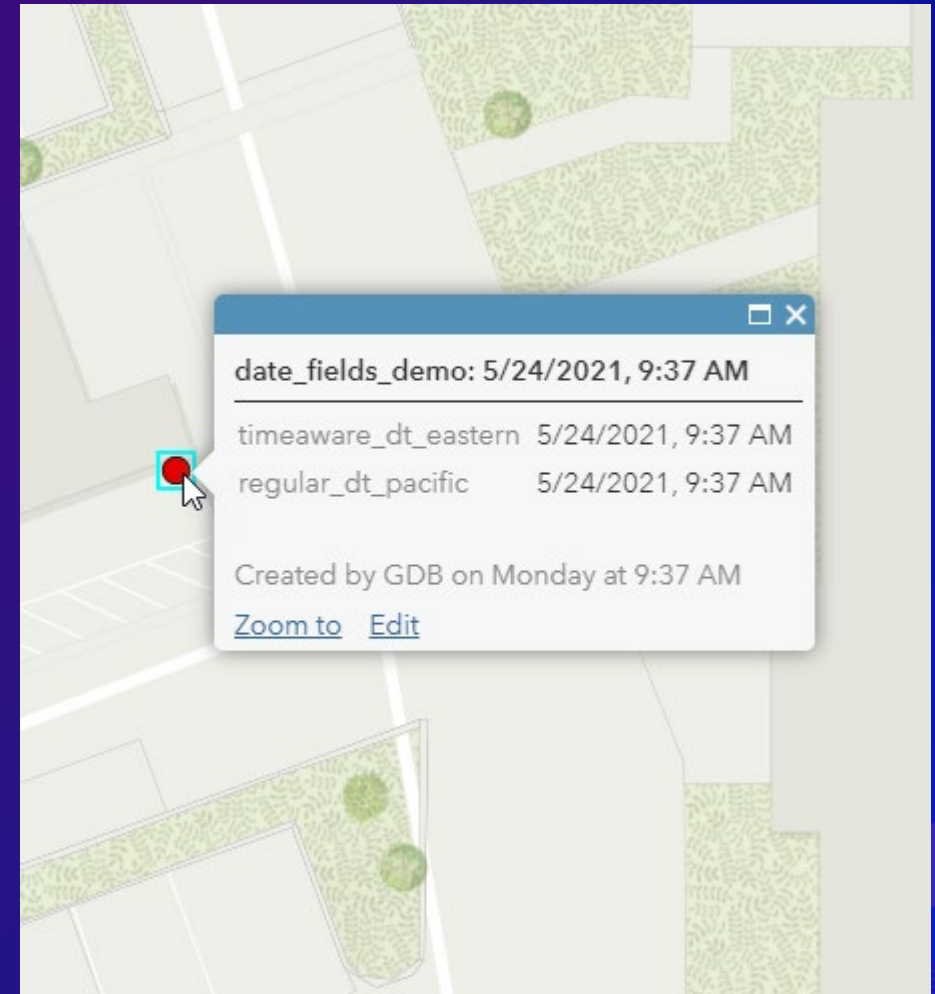 date_fields_demo: 5/24/2021, 9:37 AM
timeaware_dt_eastern 5/24/2021, 9:37 AM
regular_dt_pacific 5/24/2021, 9:37 AM
Created by GDB on Monday at 9:37 AM
Zoom to Edit